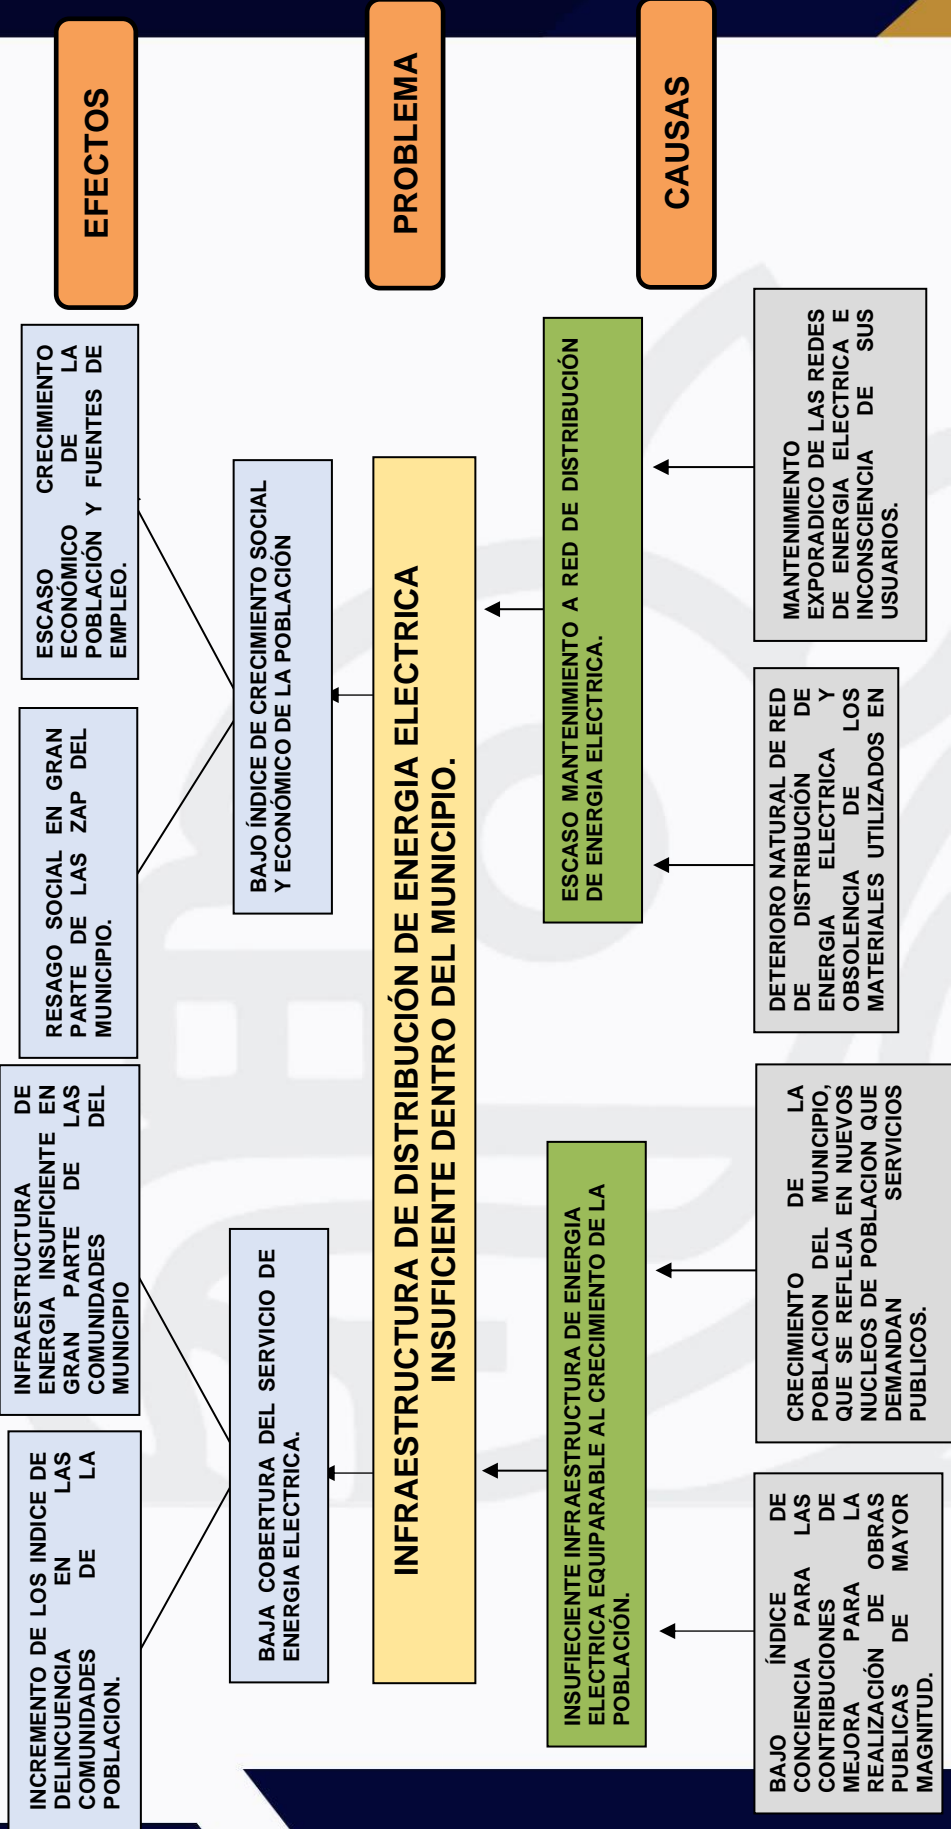 INCREMENTO DE LOS INDICE DE
DELINCUENCIA EN LAS
COMUNIDADES DE LA
POBLACION.
INFRAESTRUCTURA DE
ENERGIA INSUFICIENTE EN
GRAN PARTE DE LAS
COMUNIDADES DEL
MUNICIPIO
RESAGO SOCIAL EN GRAN
PARTE DE LAS ZAP DEL
MUNICIPIO.
ESCASO CRECIMIENTO
ECONÓMICO DE LA
POBLACIÓN Y FUENTES DE
EMPLEO.
EFECTOS
BAJA COBERTURA DEL SERVICIO DE
ENERGIA ELECTRICA.
BAJO ÍNDICE DE CRECIMIENTO SOCIAL
Y ECONÓMICO DE LA POBLACIÓN
INFRAESTRUCTURA DE DISTRIBUCIÓN DE ENERGIA ELECTRICA
INSUFICIENTE DENTRO DEL MUNICIPIO.
PROBLEMA
INSUFIECIENTE INFRAESTRUCTURA DE ENERGIA
ELECTRICA EQUIPARABLE AL CRECIMIENTO DE LA
POBLACIÓN.
ESCASO MANTENIMIENTO A RED DE DISTRIBUCIÓN
DE ENERGIA ELECTRICA.
CAUSAS
BAJO ÍNDICE DE
CONCIENCIA PARA LAS
CONTRIBUCIONES DE
MEJORA PARA LA
REALIZACIÓN DE OBRAS
PUBLICAS DE MAYOR
MAGNITUD.
CRECIMIENTO DE LA
POBLACION DEL MUNICIPIO,
QUE SE REFLEJA EN NUEVOS
NUCLEOS DE POBLACION QUE
DEMANDAN SERVICIOS
PUBLICOS.
DETERIORO NATURAL DE RED
DE DISTRIBUCIÓN DE
ENERGIA ELECTRICA Y
OBSOLENCIA DE LOS
MATERIALES UTILIZADOS EN
MANTENIMIENTO
EXPORADICO DE LAS REDES
DE ENERGIA ELECTRICA E
INCONSCIENCIA DE SUS
USUARIOS.